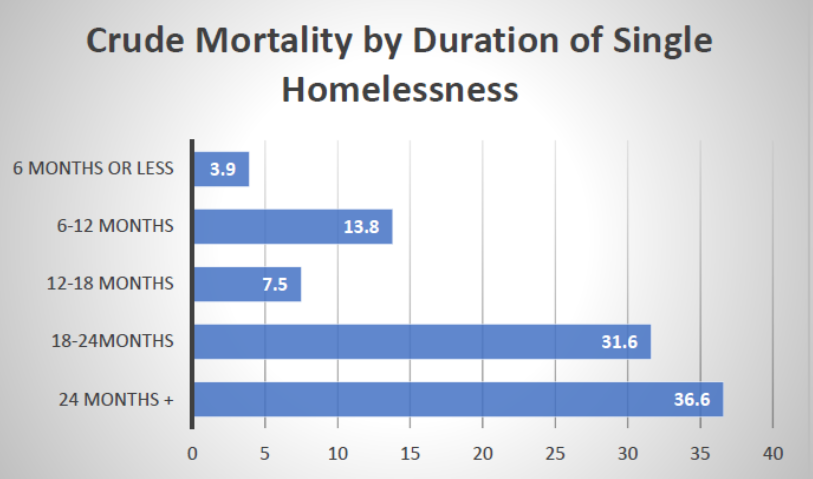 Crude Mortality by Duration of Single
Homelessness
6 MONTHS OR LESS
3.9
6-12 MONTHS
13.8
12-18 MONTHS
7.5
18-24MONTHS
31.6
24 MONTHS +
36.6
0 5 10 15 20 25 30 35 40